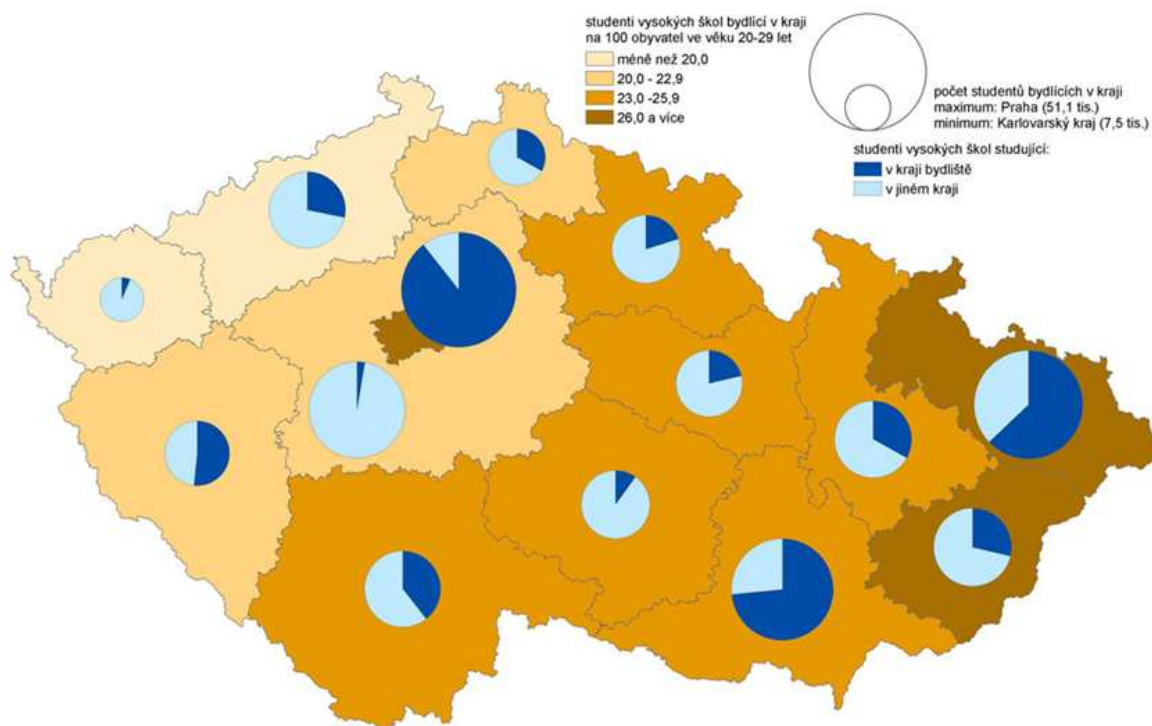 studenti vysokých škol bydlící v kraji
na 100 obyvatel ve věku 20-29 let
méně než 20,0
20,0 - 22,9
23,0 -25,9
26,0 a více
počet studentů bydlících v kraji
maximum: Praha (51,1 tis.)
minimum: Karlovarský kraj (7,5 tis.)
studenti vysokých škol studující:
v kraji bydliště
v jiném kraji